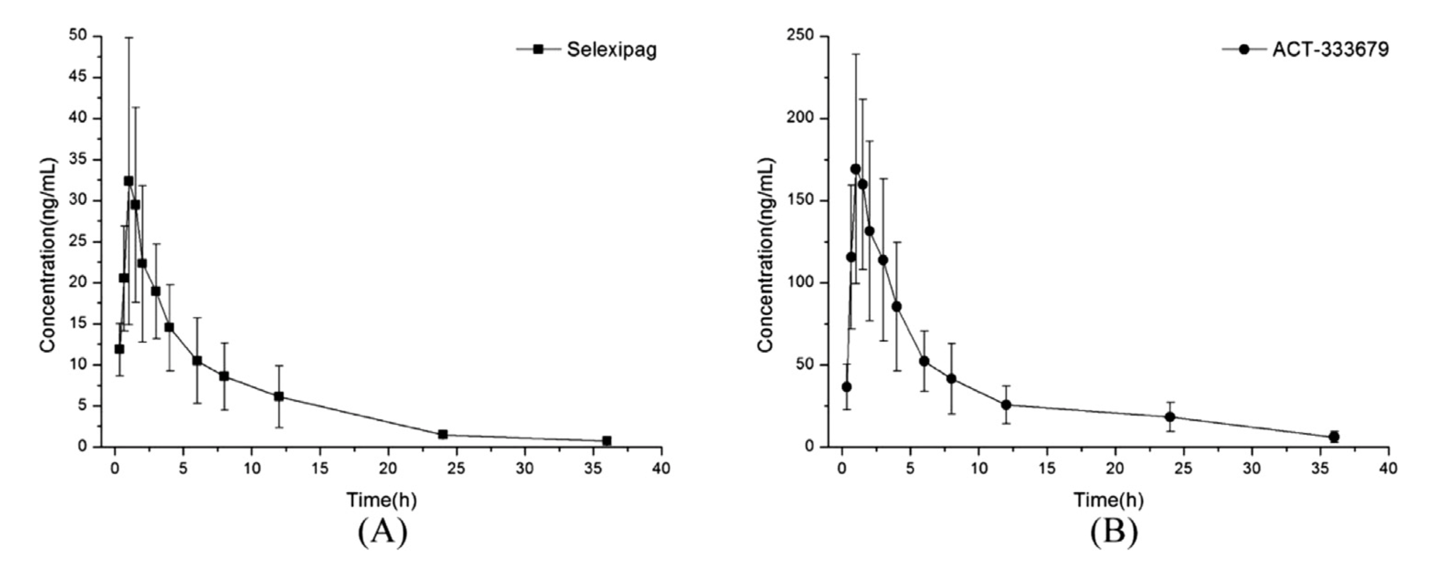 Selexipag
50
45
40
35
30
25
20
15
10
5
0
Concentration(ng/mL)
0 5 10 15 20 25 30 35 40
Time(h)
(A)
ACT-333679
250
200
150
100
50
0
Concentration(ng/mL)
0 5 10 15 20 25 30 35 40
Time(h)
(B)